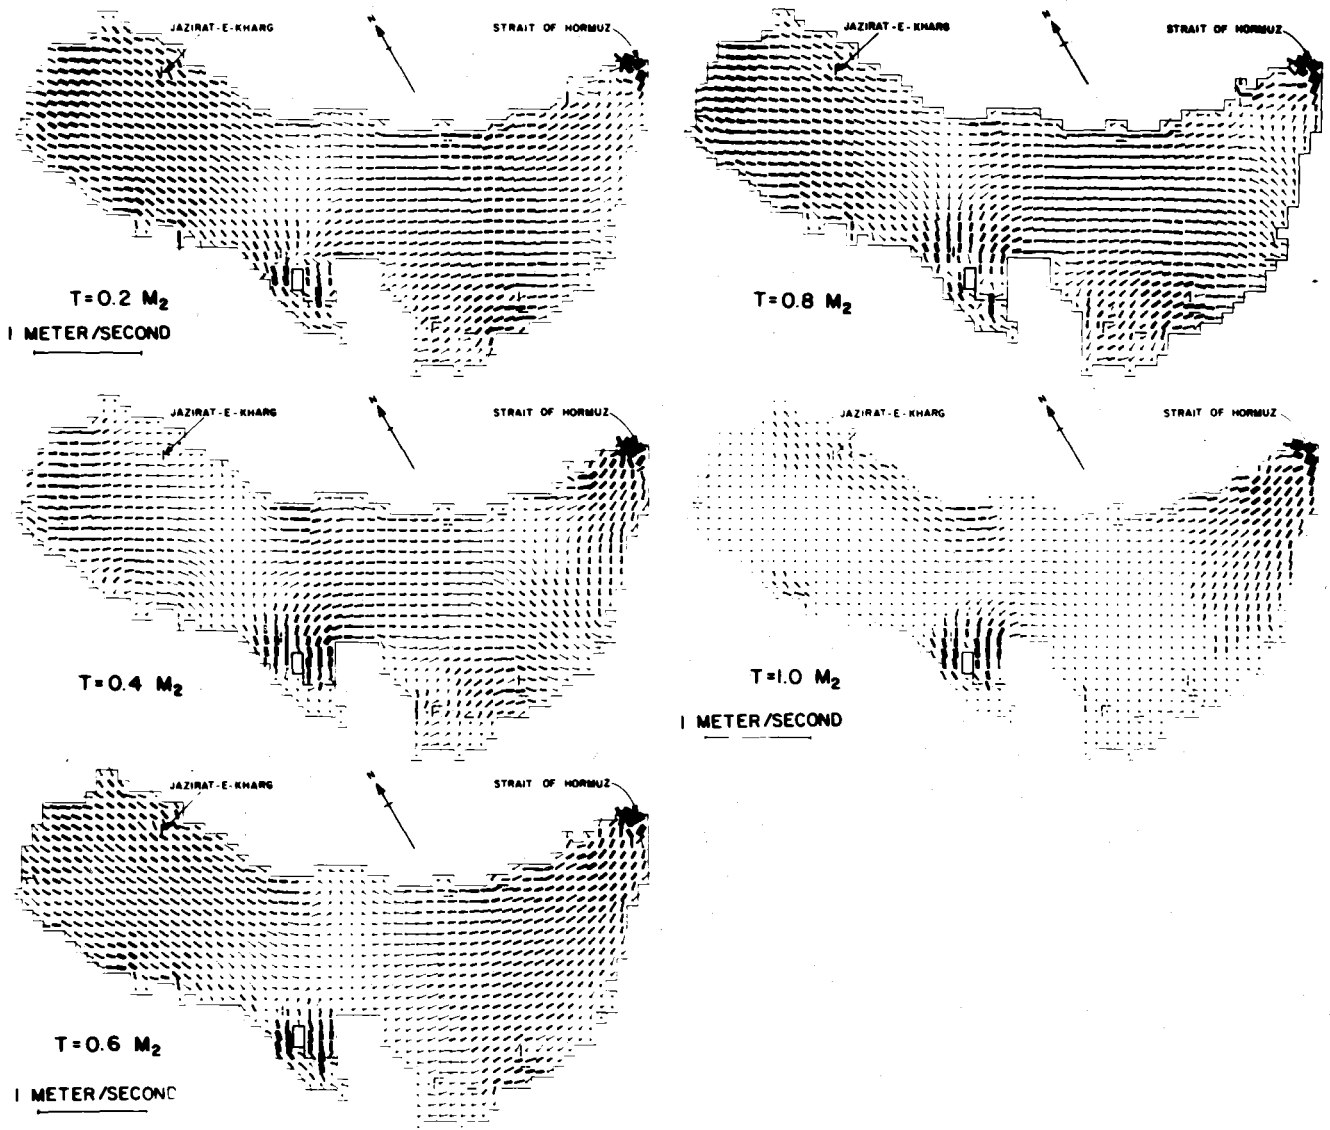 JAZIRAT-E-KHARG
N
STRAIT OF HORMUZ
T=0.2 M2
1 METER/SECOND
JAZIRAT-E-KHARG
N
STRAIT OF HORMUZ
T=0.8 M2
JAZIRAT-E-KHARG
N
STRAIT OF HORMUZ
T=0.4 M2
JAZIRAT-E-KHARG
N
STRAIT OF HORMUZ
T=1.0 M2
1 METER/SECOND
JAZIRAT-E-KHARG
N
STRAIT OF HORMUZ
T=0.6 M2
1 METER/SECOND